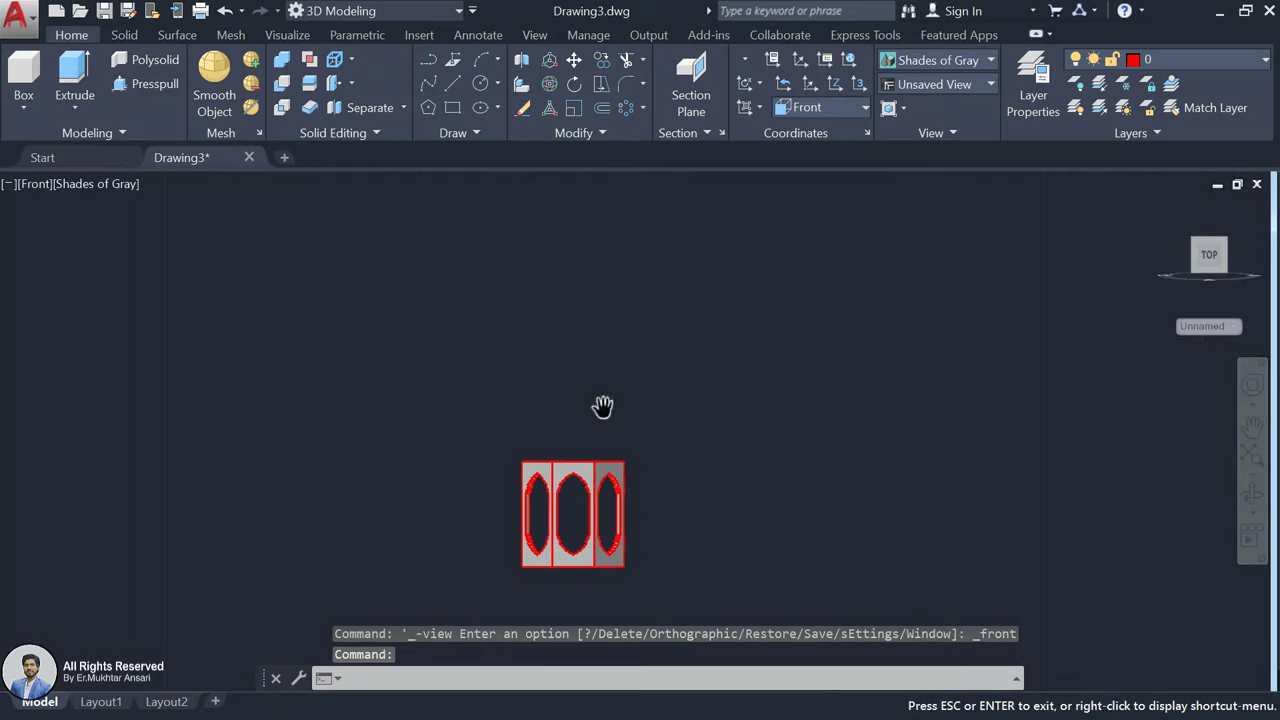 3D Modeling
Drawing3.dwg
Type a keyword or phrase
Sign In
Home Solid Surface Mesh Visualize Parametric Insert Annotate View Manage Output Add-ins Collaborate Express Tools Featured Apps
Box
Extrude
Polysolid
Presspull
Smooth
Object
Separate
Section
Plane
Front
Shades of Gray
Unsaved View
Layer
Properties
0
Match Layer
Modeling Mesh Solid Editing Draw Modify Section Coordinates View Layers
Start Drawing3*
[−][Front][Shades of Gray]
TOP
Unnamed
Command: '_-view Enter an option [?/Delete/Orthographic/Restore/Save/sEttings/Window]: _front
Command:
All Rights Reserved
By Er.Mukhtar Ansari
Model Layout1 Layout2
Press ESC or ENTER to exit, or right-click to display shortcut-menu.